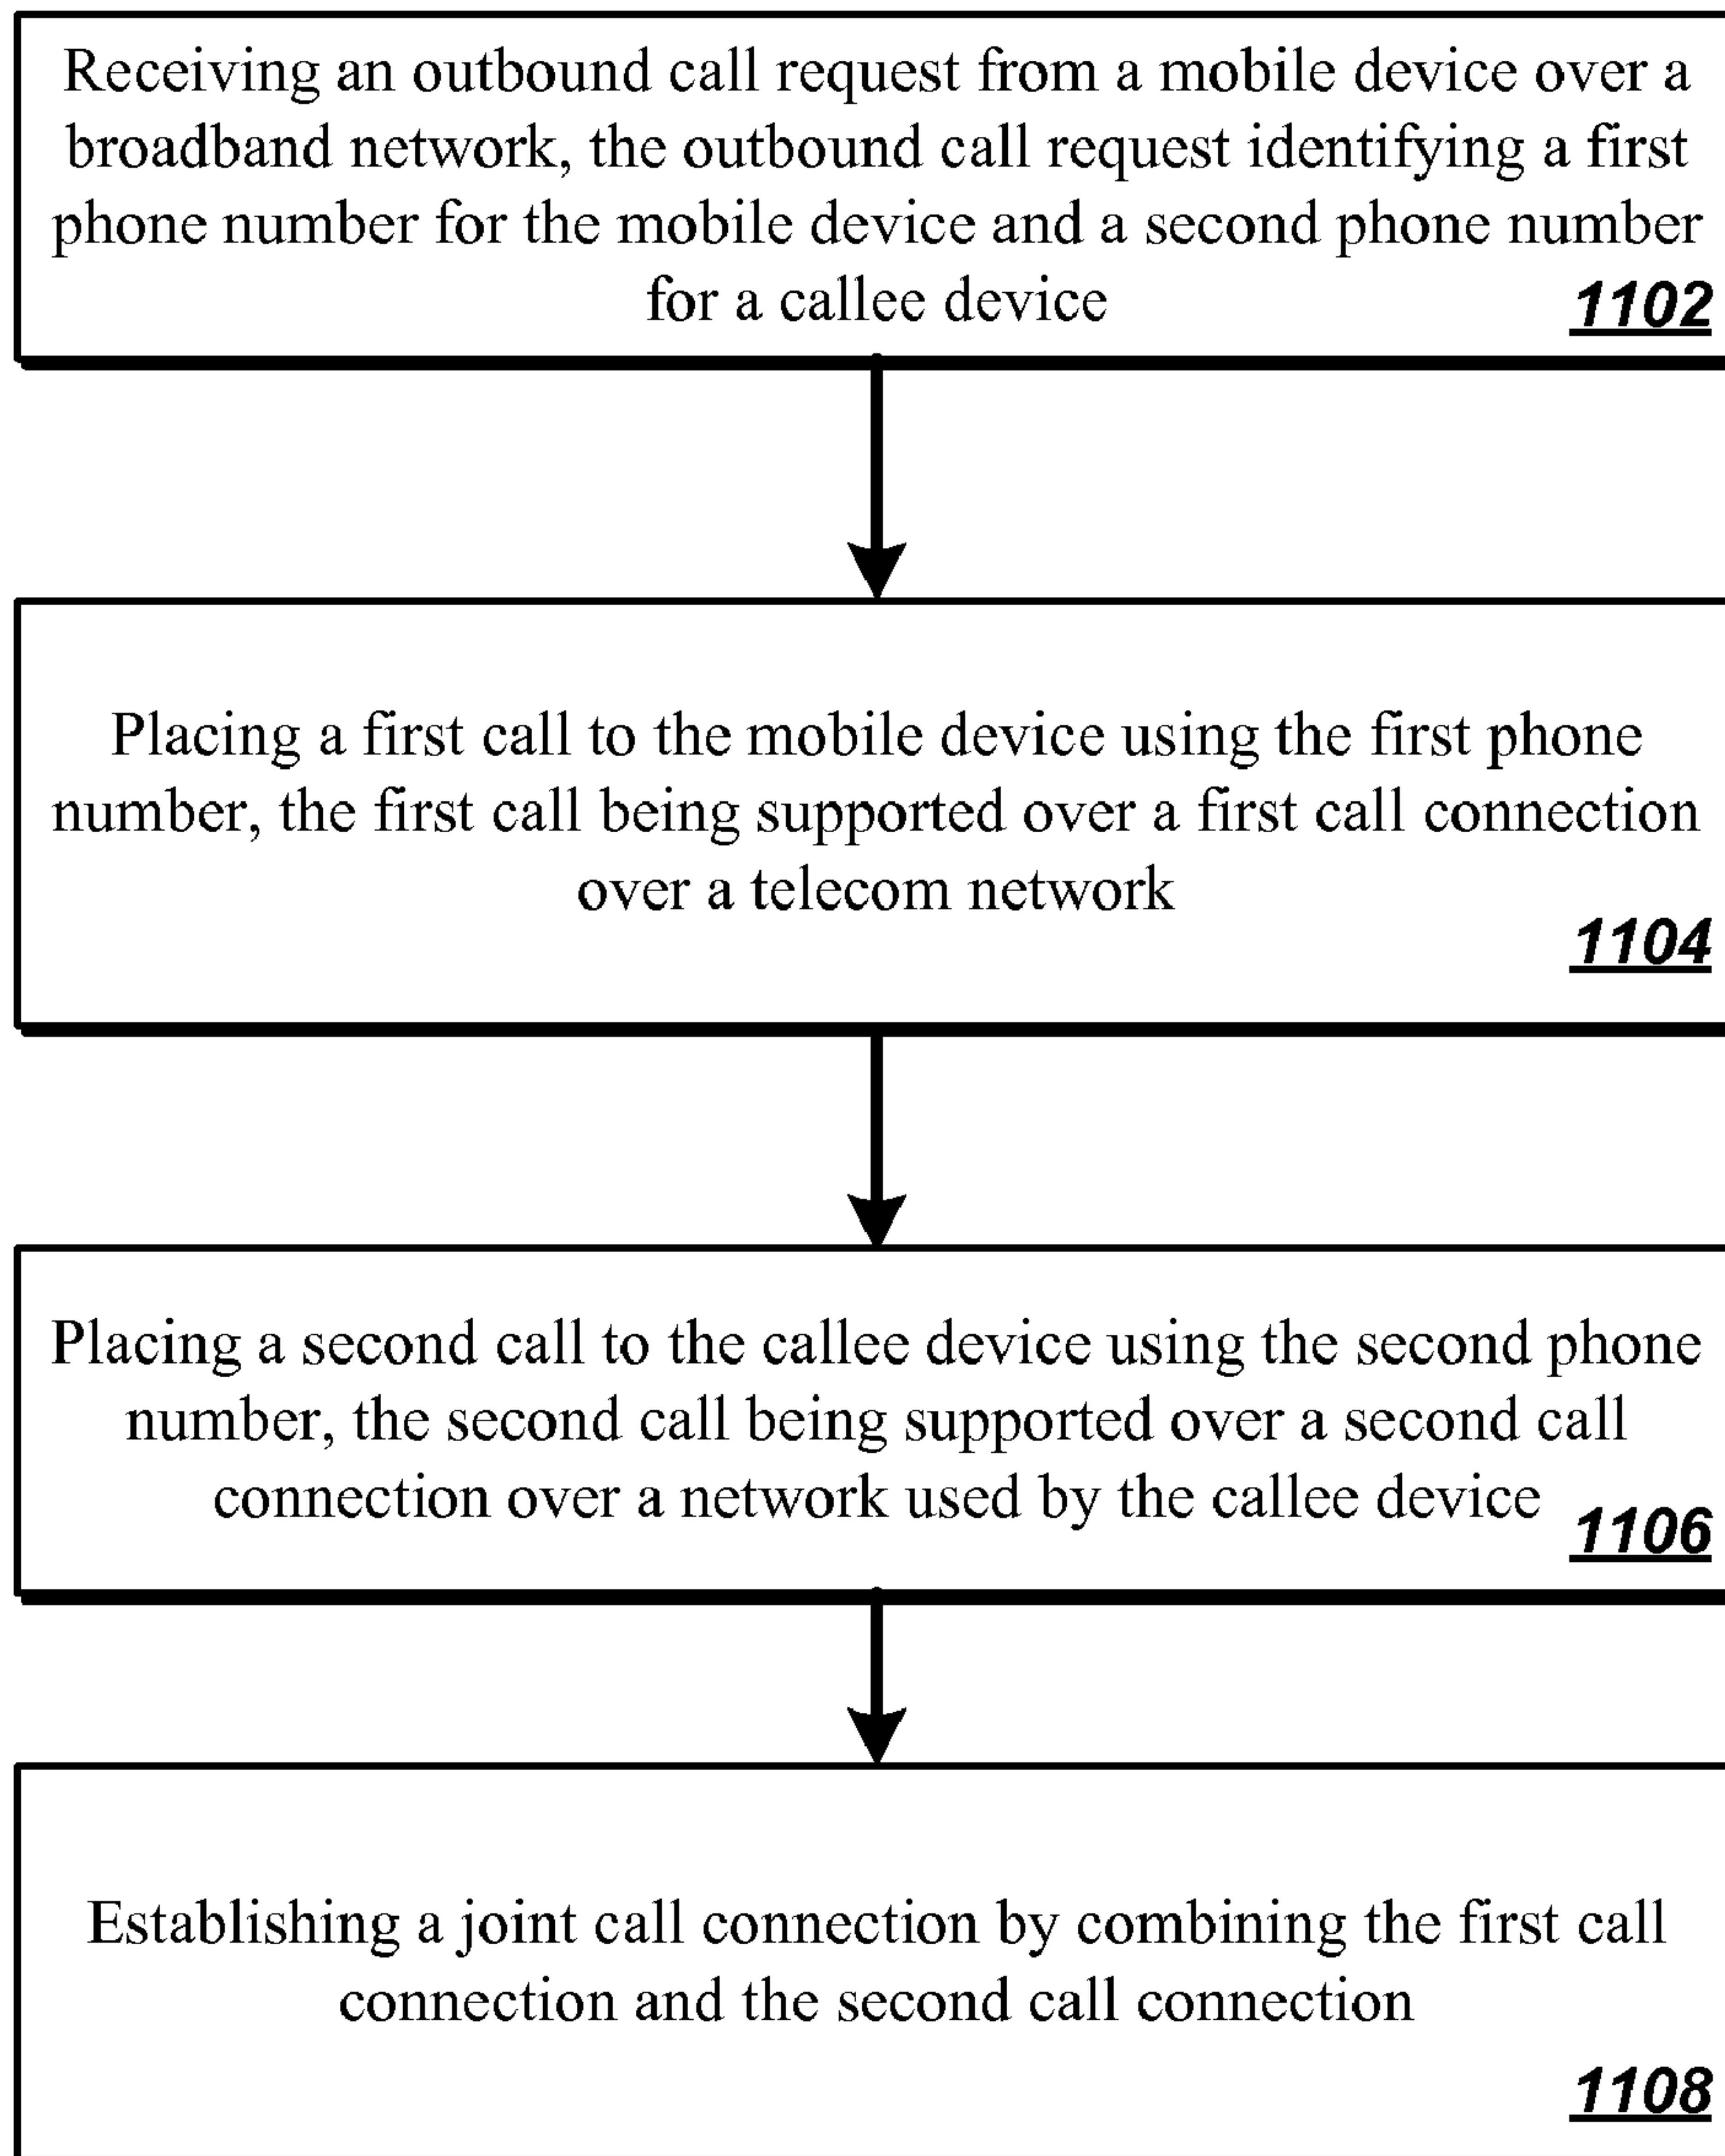 Receiving an outbound call request from a mobile device over a
broadband network, the outbound call request identifying a first
phone number for the mobile device and a second phone number
for a callee device
1102
Placing a first call to the mobile device using the first phone
number, the first call being supported over a first call connection
over a telecom network
1104
Placing a second call to the callee device using the second phone
number, the second call being supported over a second call
connection over a network used by the callee device
1106
Establishing a joint call connection by combining the first call
connection and the second call connection
1108